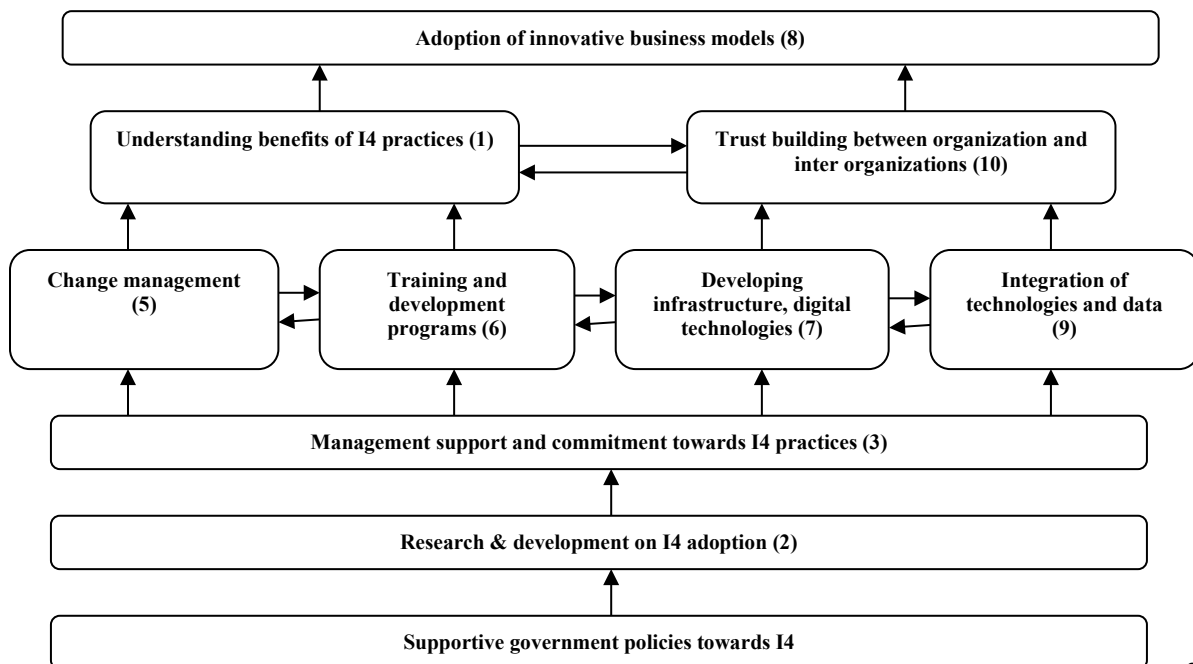 Adoption of innovative business models (8)
Understanding benefits of I4 practices (1)
Trust building between organization and
inter organizations (10)
Change management
(5)
Training and
development
programs (6)
Developing
infrastructure, digital
technologies (7)
Integration of
technologies and data
(9)
Management support and commitment towards I4 practices (3)
Research & development on I4 adoption (2)
Supportive government policies towards I4